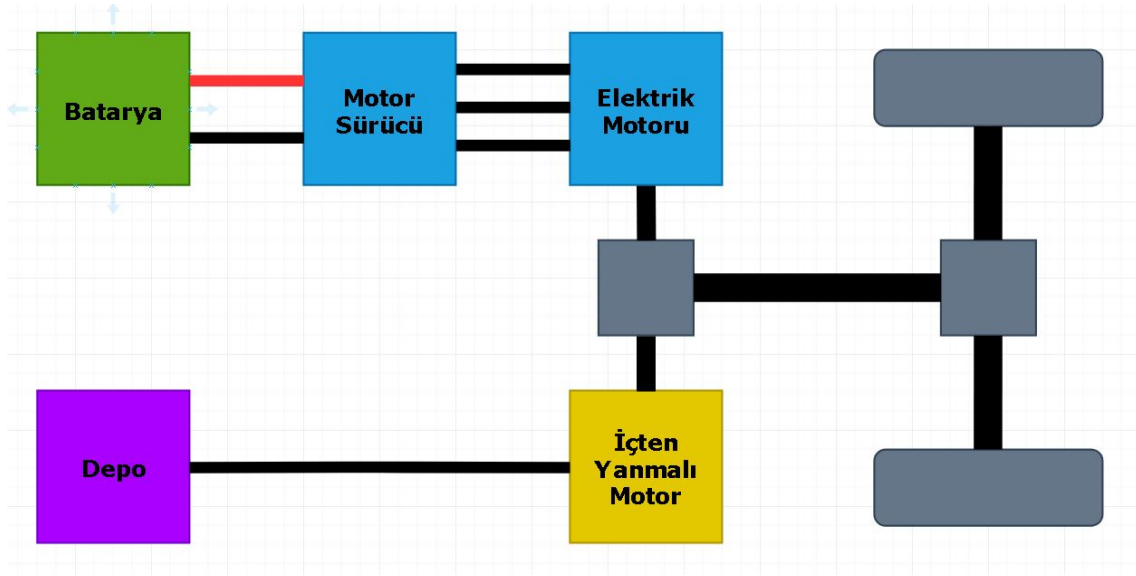 Batarya
Motor
Sürücü
Elektrik
Motoru
Depo
İçten
Yanmalı
Motor